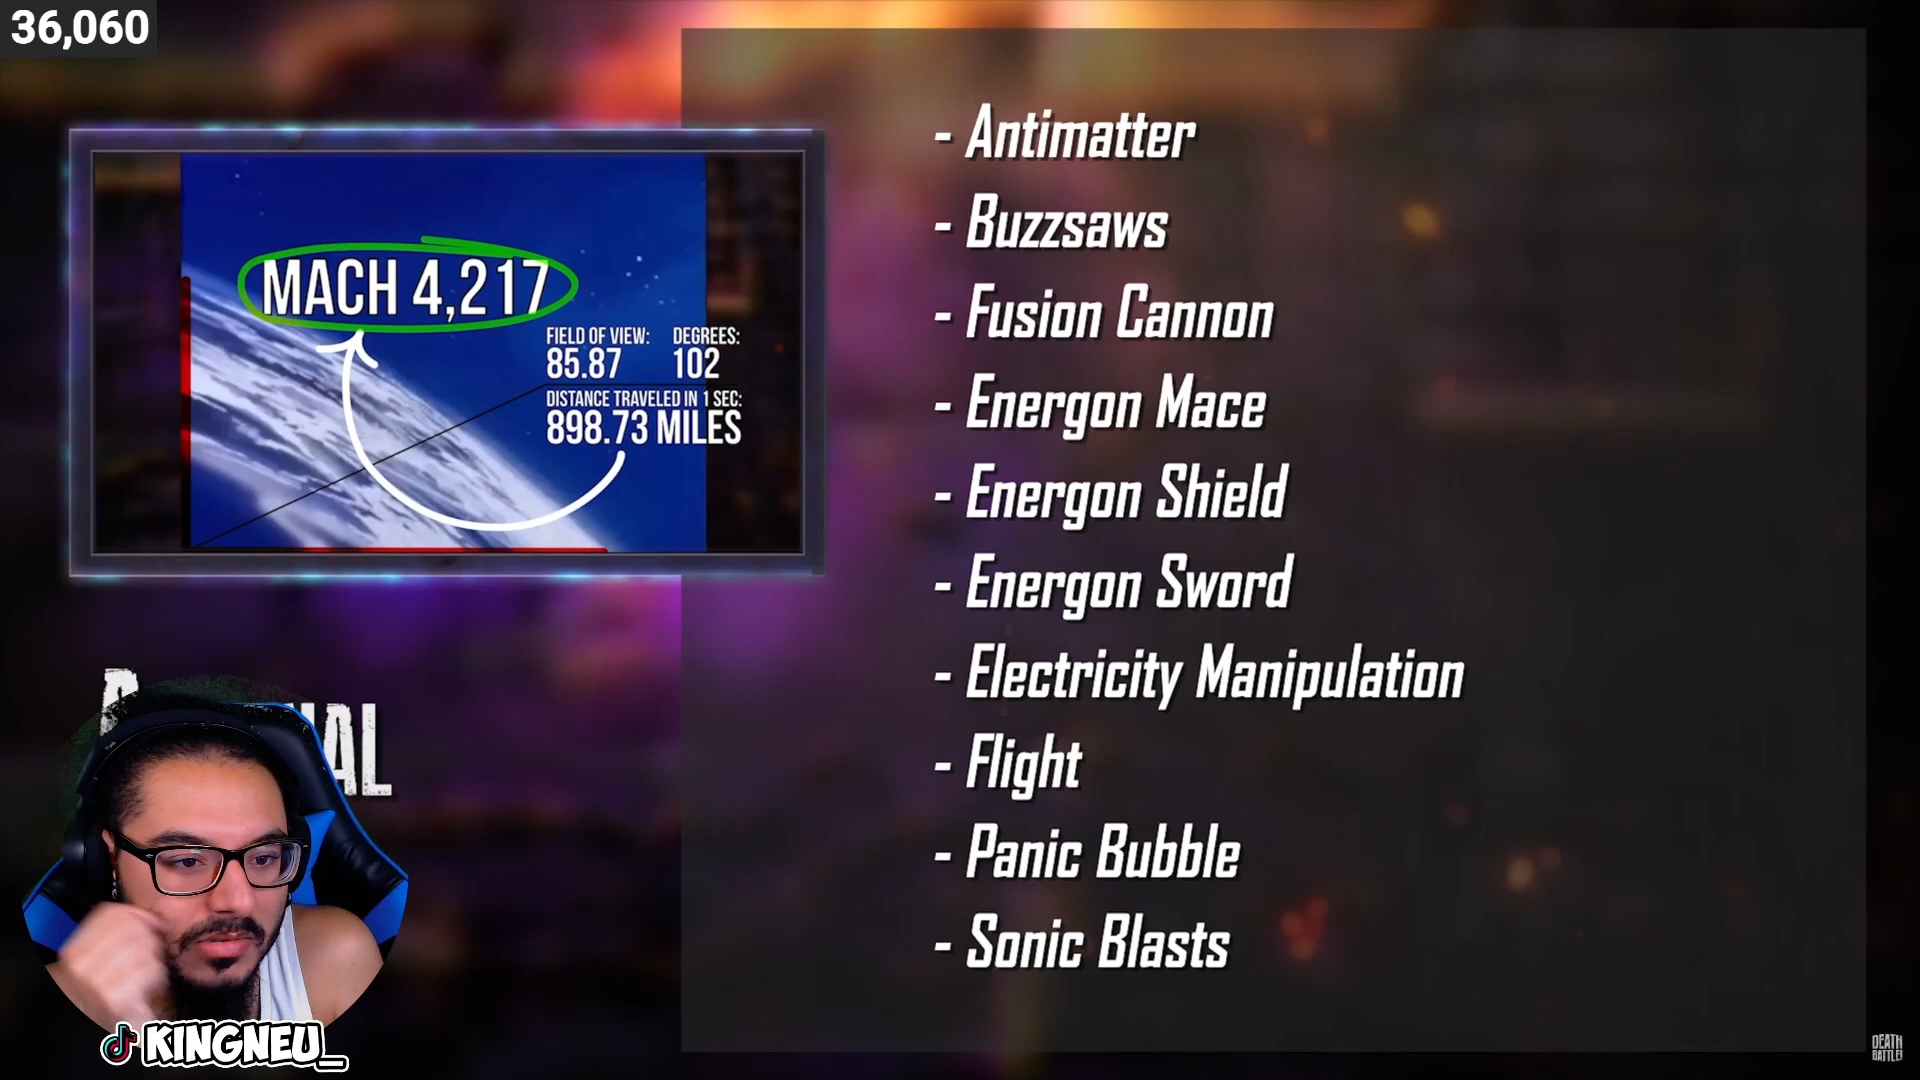 36,060
MACH 4,217
FIELD OF VIEW: DEGREES:
85.87 102
DISTANCE TRAVELED IN 1 SEC:
898.73 MILES
- Antimatter
- Buzzsaws
- Fusion Cannon
- Energon Mace
- Energon Shield
- Energon Sword
- Electricity Manipulation
- Flight
- Panic Bubble
- Sonic Blasts
KINGNEU_
DEATH
BATTLE!